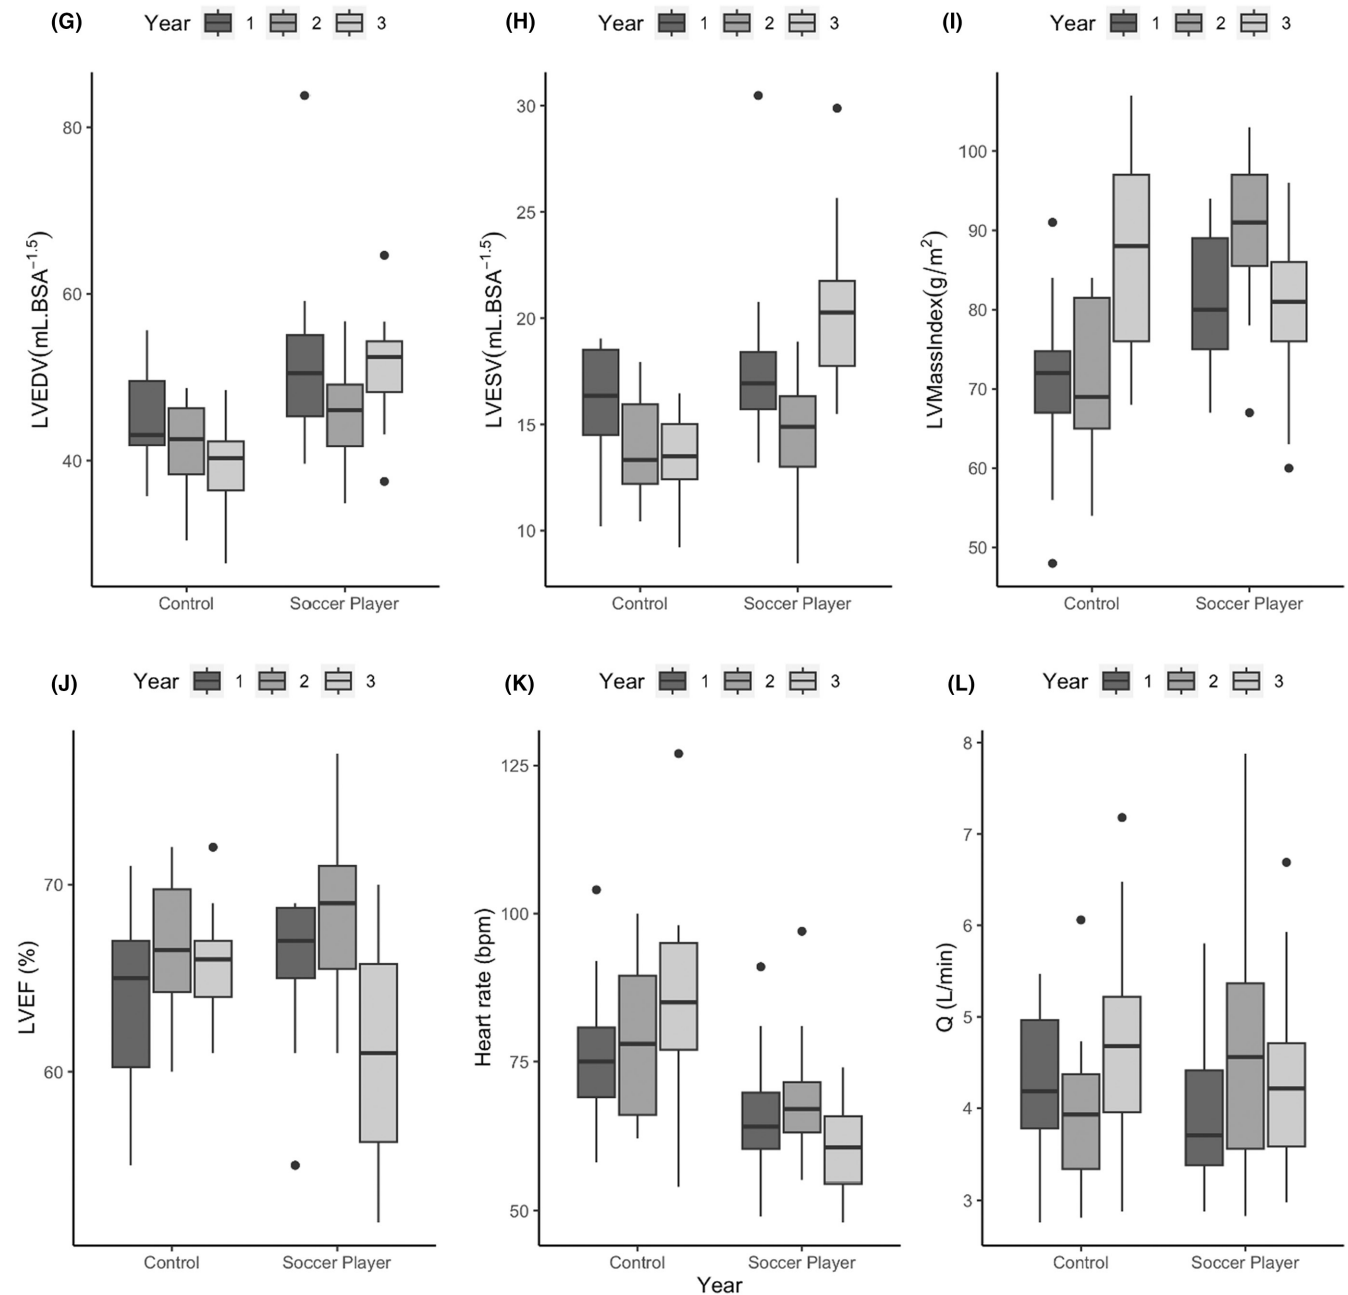 (G) Year 1 2 3
(H) Year 1 2 3
(I) Year 1 2 3
LVEDV(mL.BSA⁻¹·⁵)
80
60
40
Control Soccer Player
LVESV(mL.BSA⁻¹·⁵)
30
25
20
15
10
Control Soccer Player
LVMassIndex(g/m²)
100
90
80
70
60
50
Control Soccer Player
(J) Year 1 2 3
(K) Year 1 2 3
(L) Year 1 2 3
LVEF (%)
70
60
Control Soccer Player
Heart rate (bpm)
125
100
75
50
Control Soccer Player
Year
Q (L/min)
8
7
6
5
4
3
Control Soccer Player